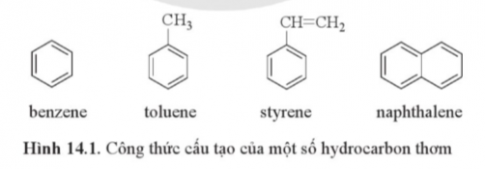 CH₃ CH=CH₂
benzene toluene styrene naphthalene
Hình 14.1. Công thức cấu tạo của một số hydrocarbon thơm